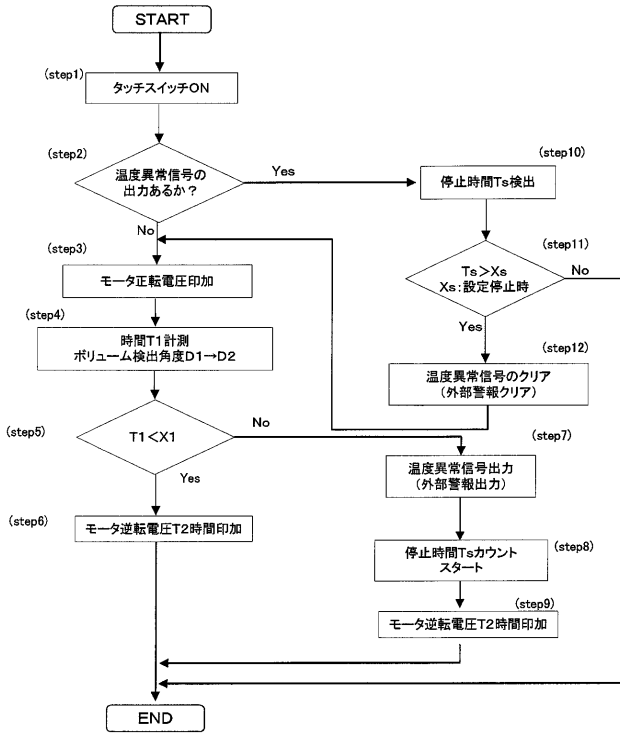 START
(step1)
タッチスイッチON
(step2)
温度異常信号の
出力あるか？
Yes
No
(step10)
停止時間Ts検出
(step11)
Ts＞Xs
Xs：設定停止時
No
Yes
(step12)
温度異常信号のクリア
(外部警報クリア)
(step3)
モータ正転電圧印加
(step4)
時間T1計測
ボリューム検出角度D1→D2
(step5)
T1＜X1
No
Yes
(step6)
モータ逆転電圧T2時間印加
(step7)
温度異常信号出力
(外部警報出力)
(step8)
停止時間Tsカウント
スタート
(step9)
モータ逆転電圧T2時間印加
END